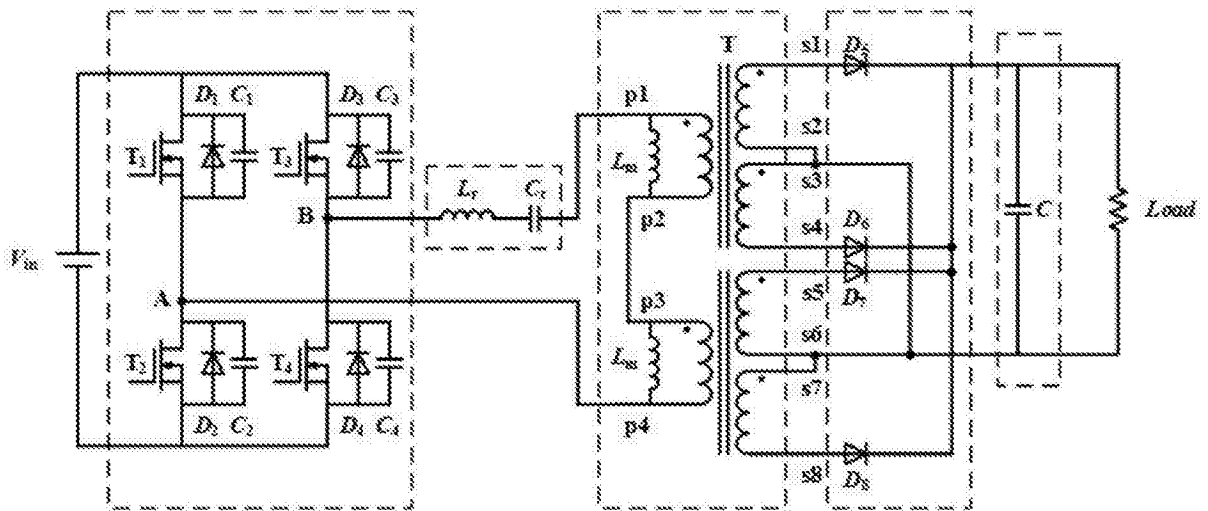 T s1 D₅
D₁ C₁ D₃ C₃ p1
s2
T₁ T₃ Lₘ
Lᵣ Cᵣ s3
B p2 s4 D₆ C Load
Vin
A p3 s5 D₇
s6
T₂ T₄ Lₘ
s7
D₂ C₂ D₄ C₄ p4
s8 D₈